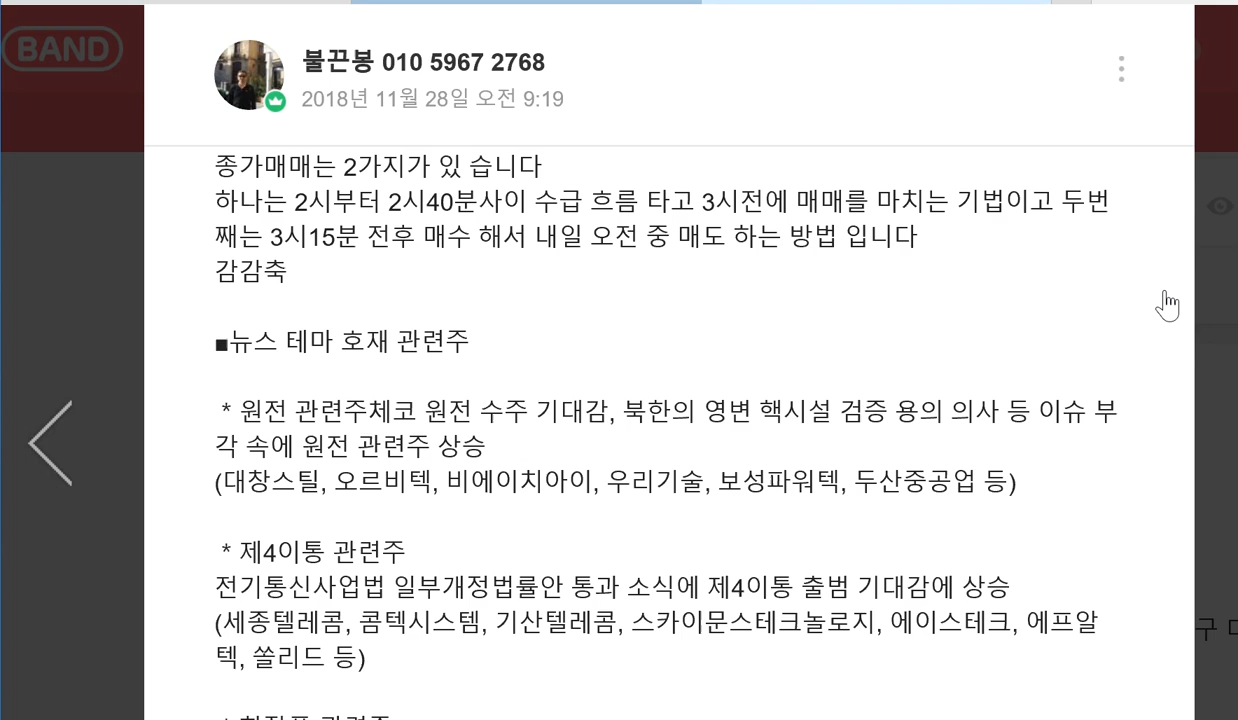 BAND
불끈봉 010 5967 2768
2018년 11월 28일 오전 9:19
종가매매는 2가지가 있 습니다
하나는 2시부터 2시40분사이 수급 흐름 타고 3시전에 매매를 마치는 기법이고 두번
째는 3시15분 전후 매수 해서 내일 오전 중 매도 하는 방법 입니다
감감축
■뉴스 테마 호재 관련주
* 원전 관련주체코 원전 수주 기대감, 북한의 영변 핵시설 검증 용의 의사 등 이슈 부
각 속에 원전 관련주 상승
(대창스틸, 오르비텍, 비에이치아이, 우리기술, 보성파워텍, 두산중공업 등)
* 제4이통 관련주
전기통신사업법 일부개정법률안 통과 소식에 제4이통 출범 기대감에 상승
(세종텔레콤, 콤텍시스템, 기산텔레콤, 스카이문스테크놀로지, 에이스테크, 에프알
텍, 쏠리드 등)
구